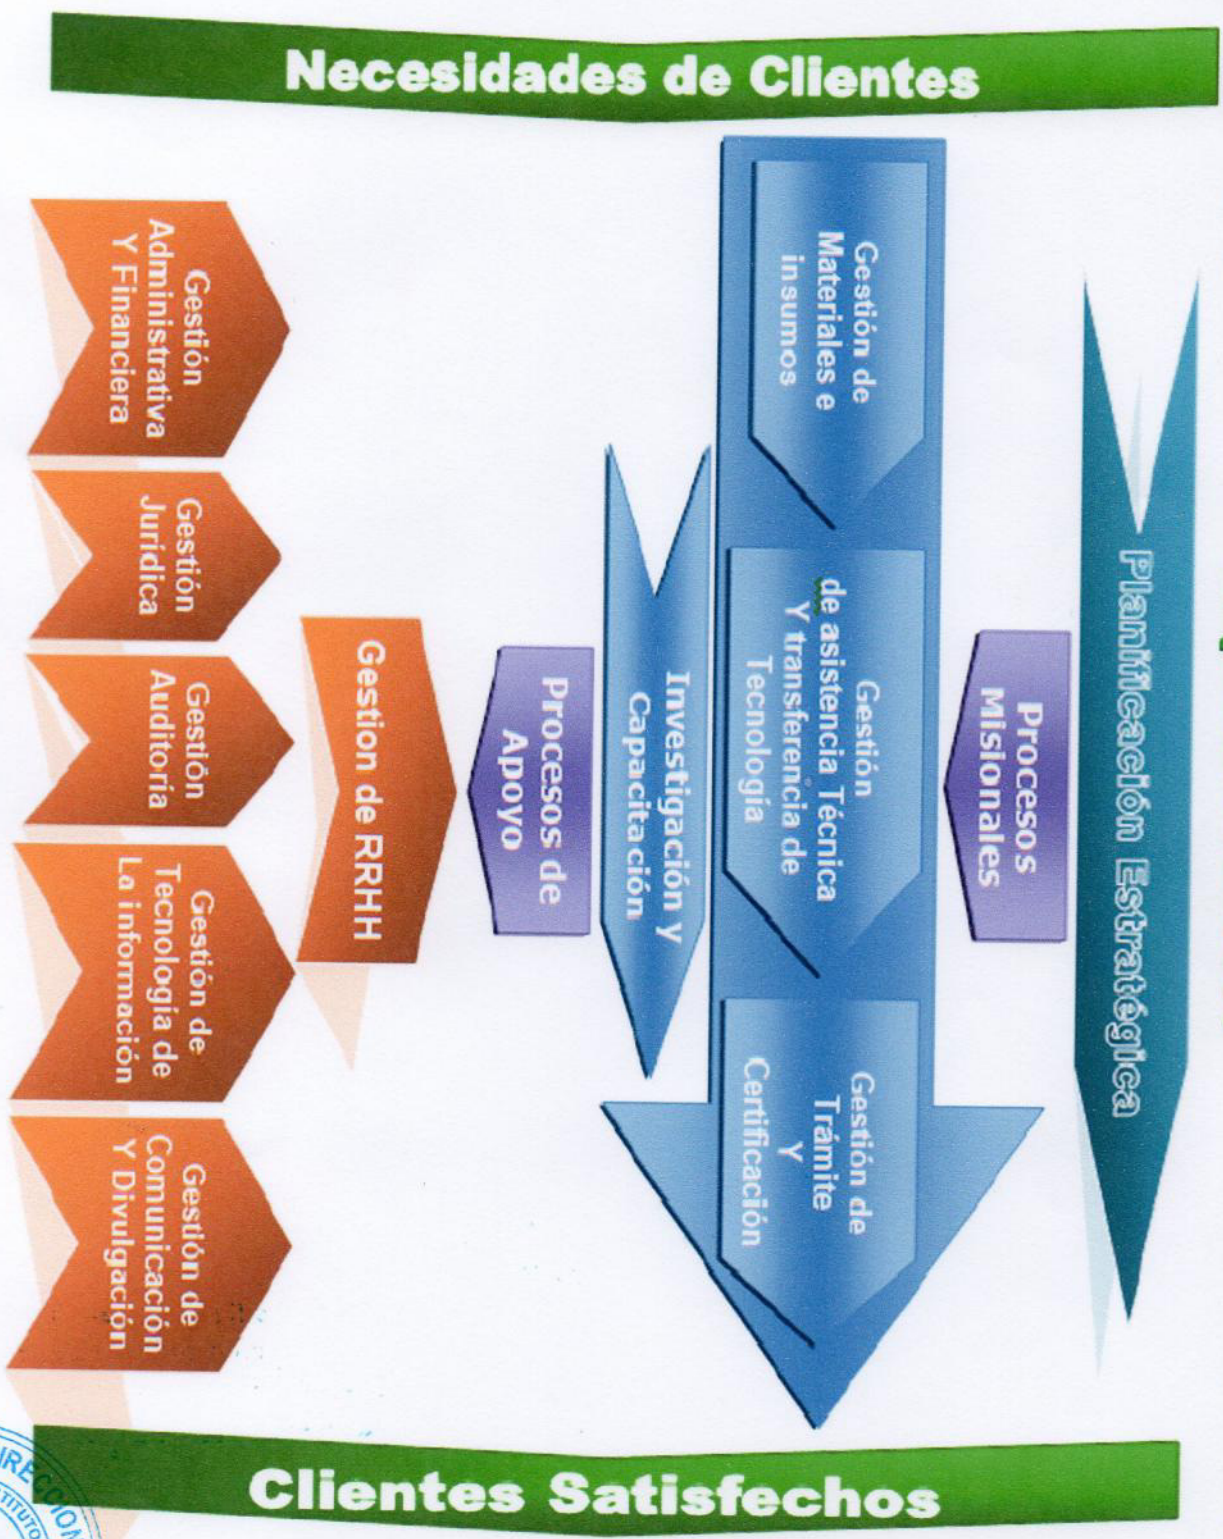 Necesidades de Clientes
Planificación Estratégica
Procesos
Misionales
Gestión de
Materiales e
insumos
Gestión
de asistencia Técnica
Y transferencia de
Tecnología
Gestión de
Trámite
Y
Certificación
Investigación y
Capacitación
Procesos de
Apoyo
Gestion de RRHH
Gestión
Administrativa
Y Financiera
Gestión
Jurídica
Gestión
Auditoría
Gestión de
Tecnología de
La información
Gestión de
Comunicación
Y Divulgación
Clientes Satisfechos